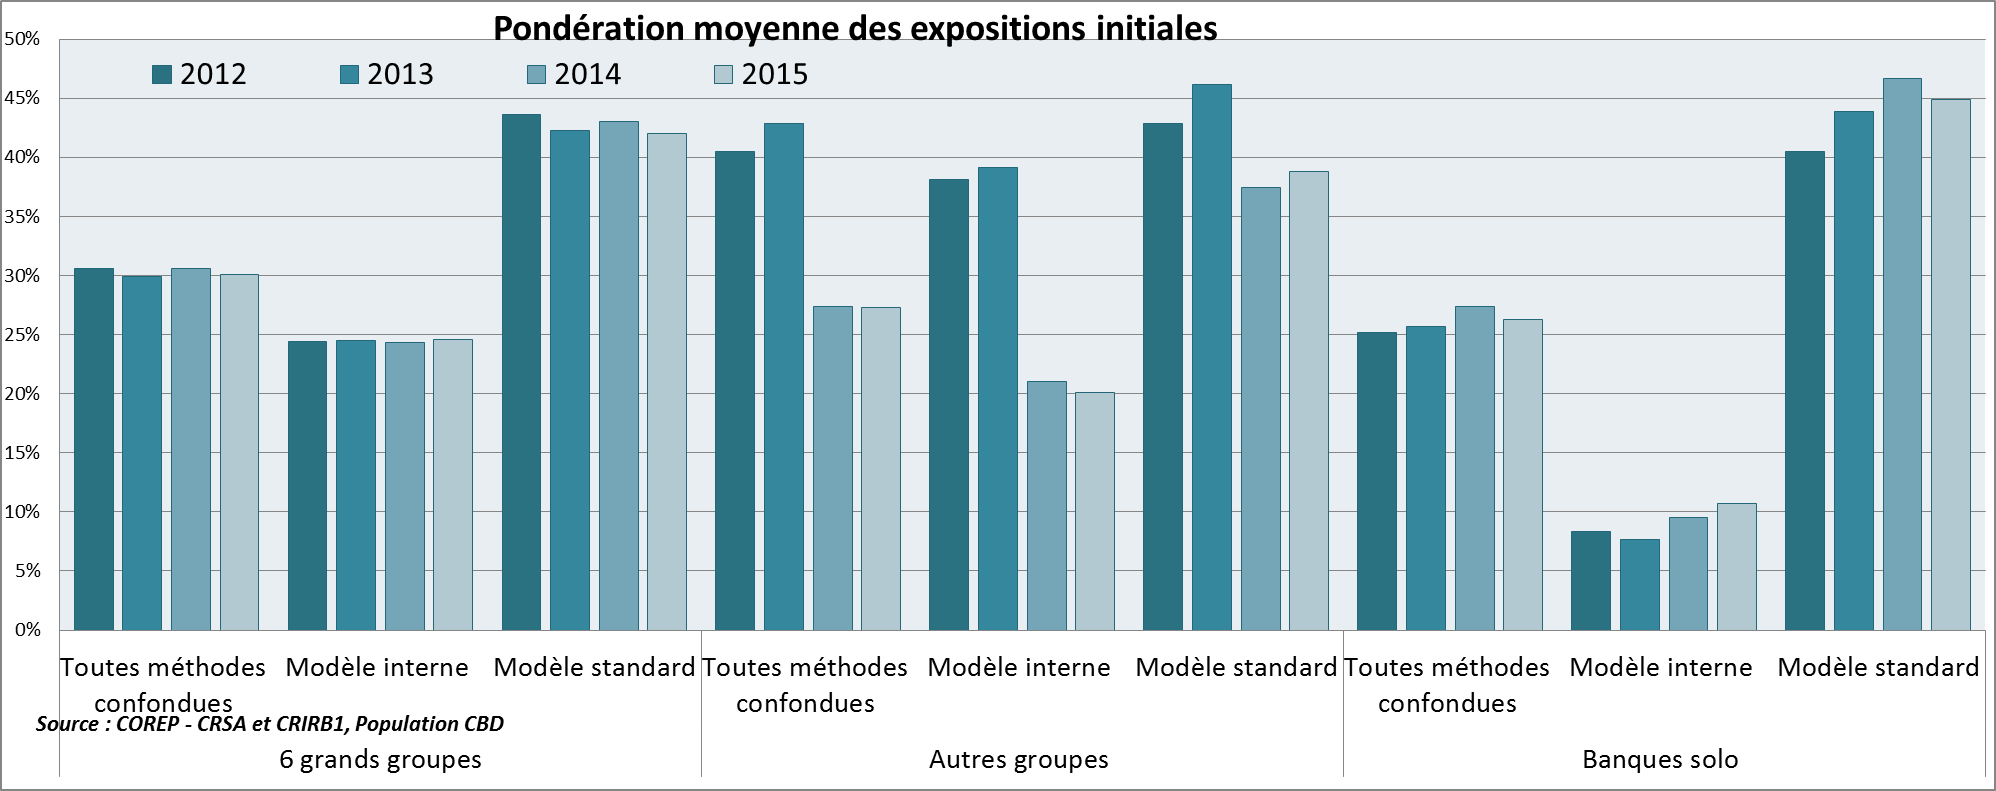 Pondération moyenne des expositions initiales
50%
2012 2013 2014 2015
45%
40%
35%
30%
25%
20%
15%
10%
5%
0%
Toutes méthodes Modèle interne Modèle standard Toutes méthodes Modèle interne Modèle standard Toutes méthodes Modèle interne Modèle standard
confondues confondues confondues
Source : COREP - CRSA et CRIRB1, Population CBD
6 grands groupes Autres groupes Banques solo